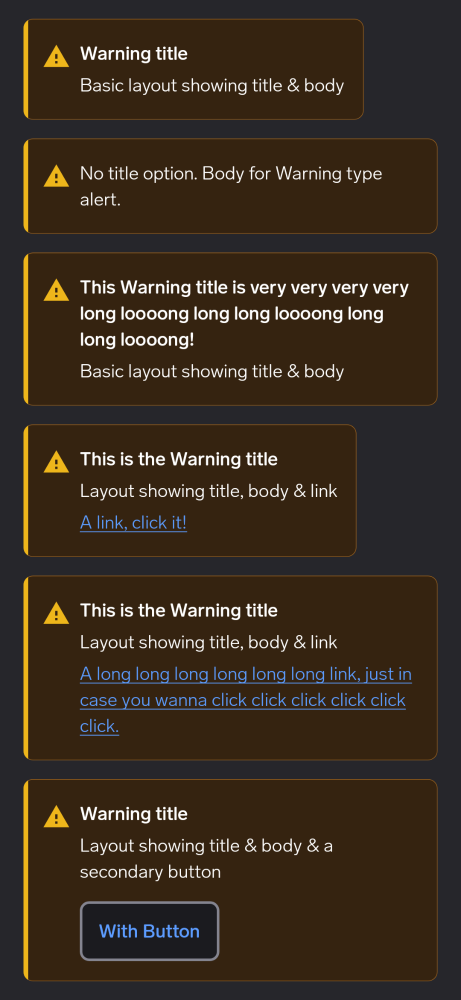 Warning title
Basic layout showing title & body
No title option. Body for Warning type
alert.
This Warning title is very very very very
long loooong long long loooong long
long loooong!
Basic layout showing title & body
This is the Warning title
Layout showing title, body & link
A link, click it!
This is the Warning title
Layout showing title, body & link
A long long long long long long link, just in
case you wanna click click click click click
click.
Warning title
Layout showing title & body & a
secondary button
With Button